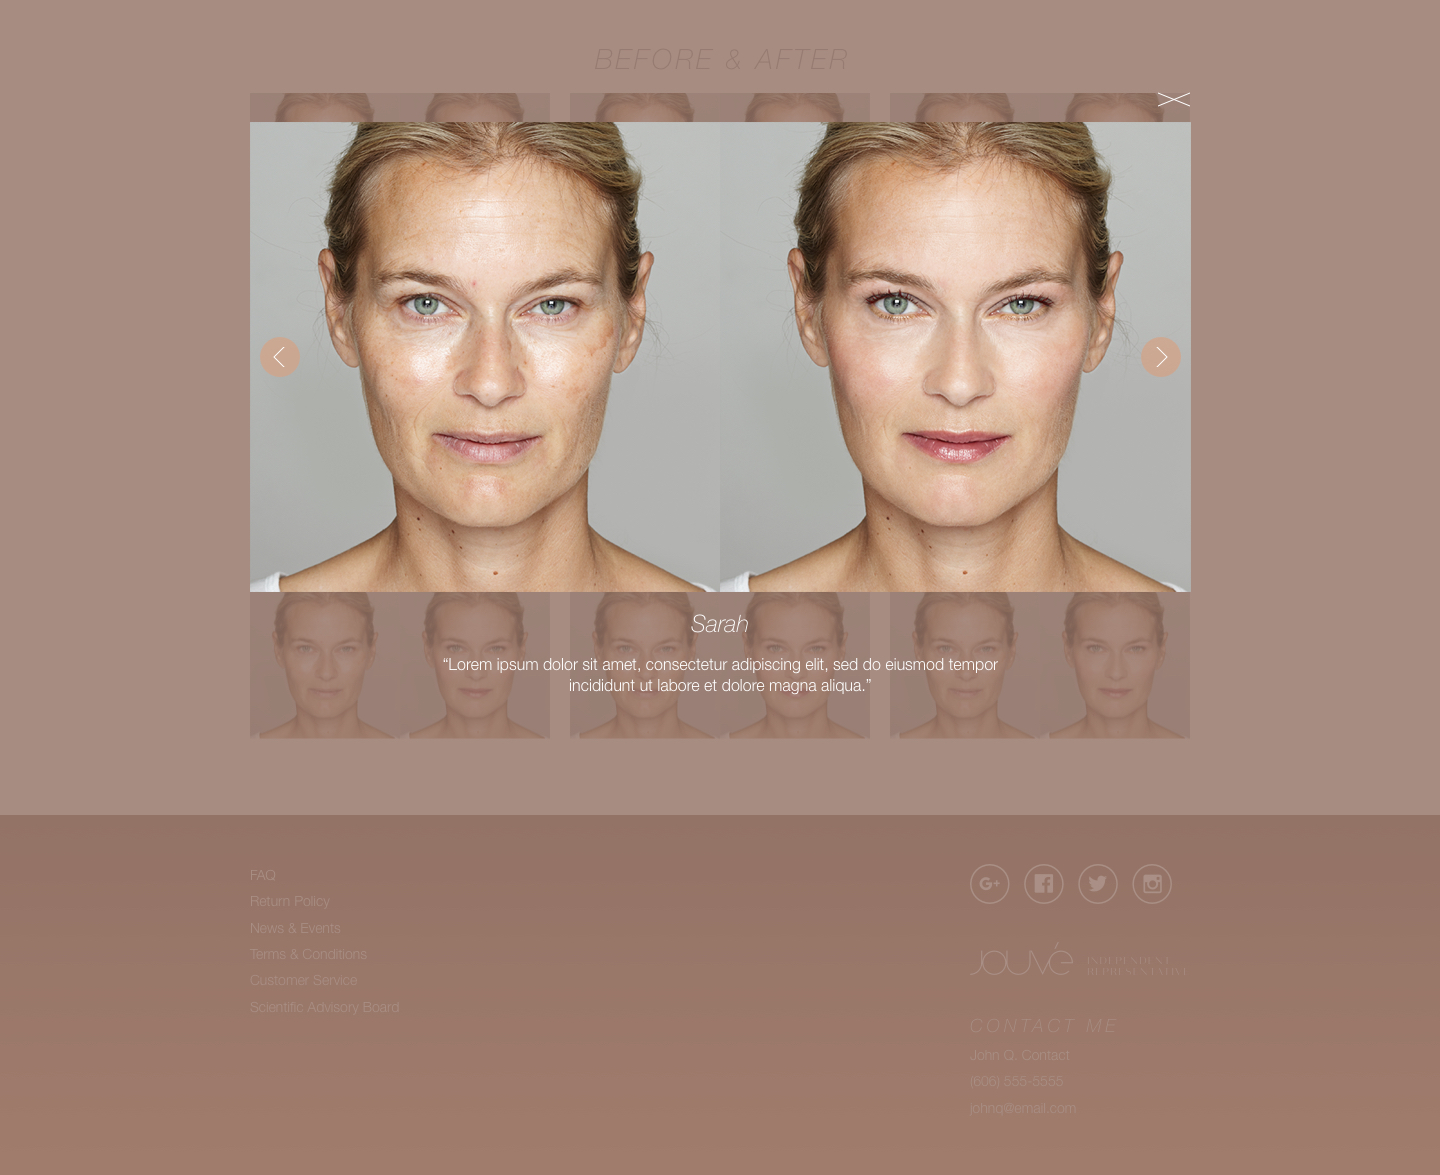 BEFORE & AFTER
Sarah
“Lorem ipsum dolor sit amet, consectetur adipiscing elit, sed do eiusmod tempor
incididunt ut labore et dolore magna aliqua.”
FAQ
Return Policy
News & Events
Terms & Conditions
Customer Service
Scientific Advisory Board
G+
JOUVÉ INDEPENDENT
REPRESENTATIVE
CONTACT ME
John Q. Contact
(606) 555-5555
johnq@email.com